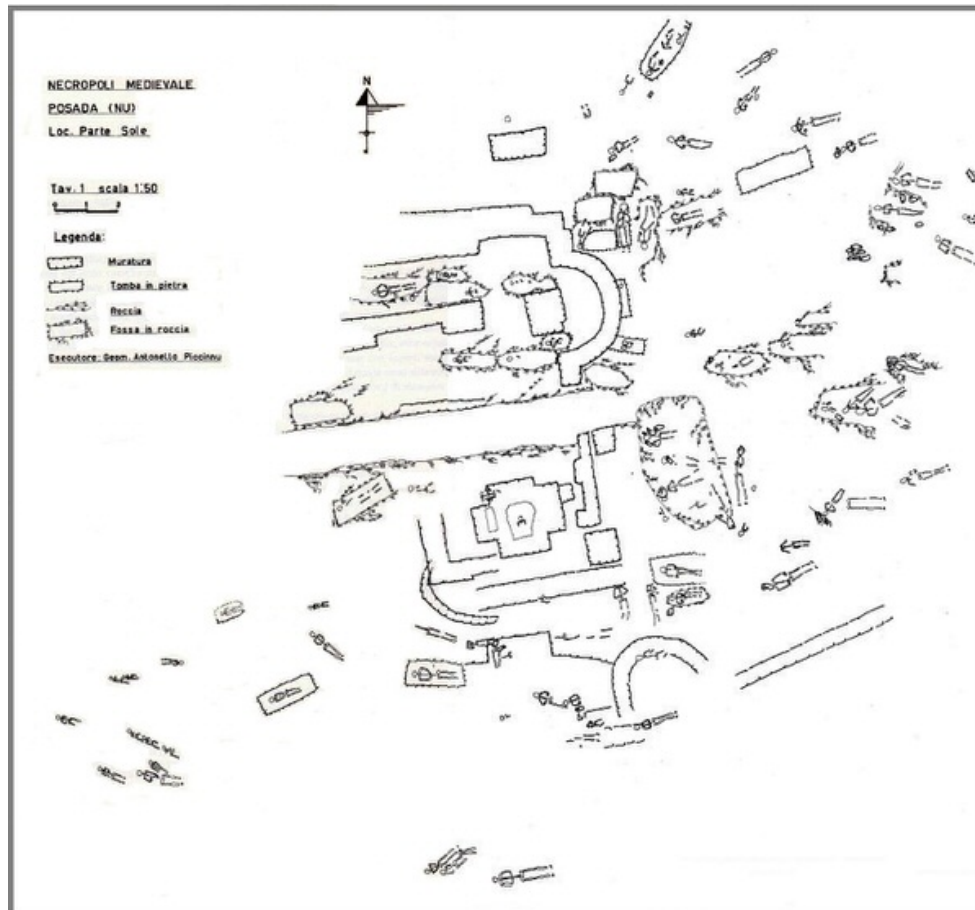 NECROPOLI MEDIEVALE
POSADA (NU)
Loc. Parte Sole
N
Tav. 1 scala 1:50
Legenda:
Muratura
Tomba in pietra
Roccia
Fossa in roccia
Esecutore: Geom. Antonello Piccinnu